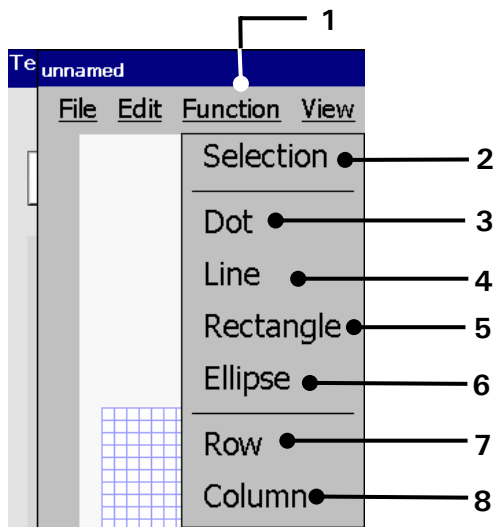 1
Te unnamed
File Edit Function View
Selection 2
Dot 3
Line 4
Rectangle 5
Ellipse 6
Row 7
Column 8